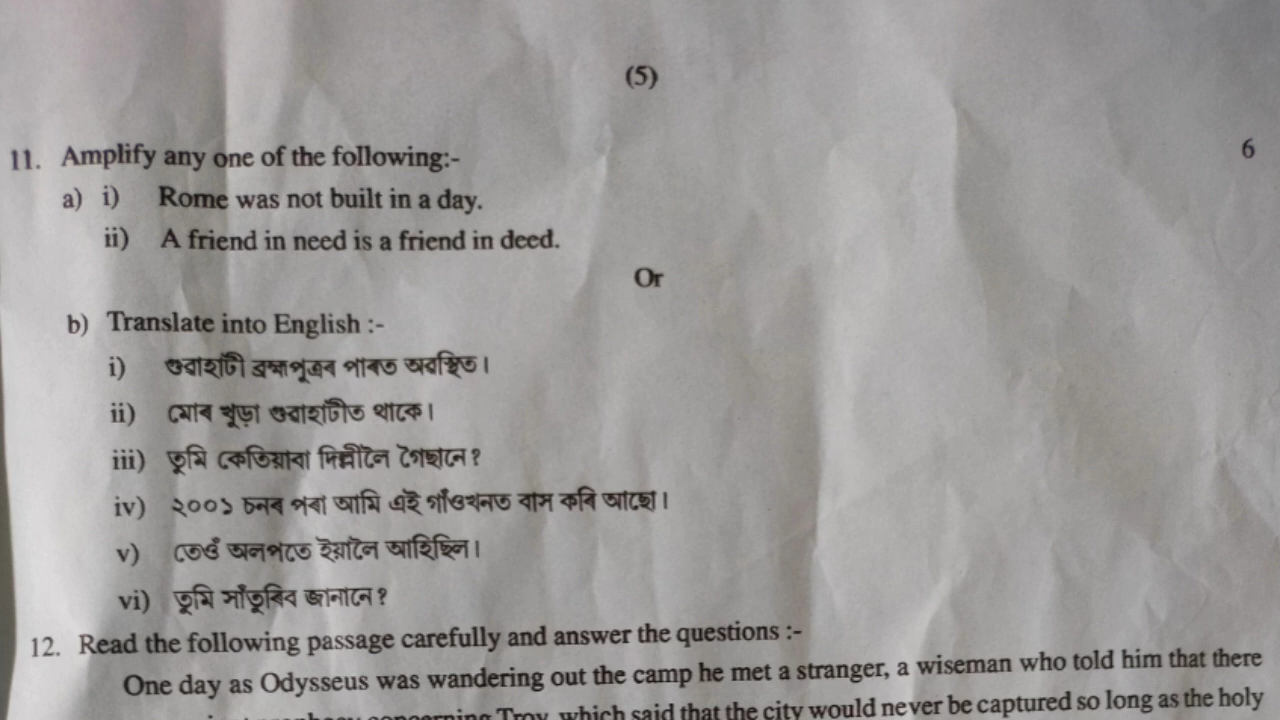 (5)
11. Amplify any one of the following:- 6
a) i) Rome was not built in a day.
ii) A friend in need is a friend in deed.
Or
b) Translate into English :-
i) গুৱাহাটী ব্ৰহ্মপুত্ৰৰ পাৰত অৱস্থিত।
ii) মোৰ খুড়া গুৱাহাটীত থাকে।
iii) তুমি কেতিয়াবা দিল্লীলৈ গৈছানে?
iv) ২০০১ চনৰ পৰা আমি এই গাঁওখনত বাস কৰি আছো।
v) তেওঁ অলপতে ইয়ালৈ আহিছিল।
vi) তুমি সাঁতুৰিব জানানে?
12. Read the following passage carefully and answer the questions :-
One day as Odysseus was wandering out the camp he met a stranger, a wiseman who told him that there
concerning Troy, which said that the city would never be captured so long as the holy